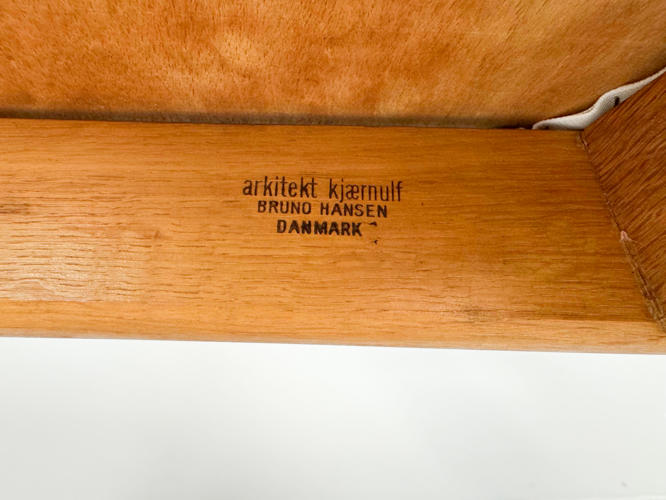 arkitekt kjærnulf
BRUNO HANSEN
DANMARK